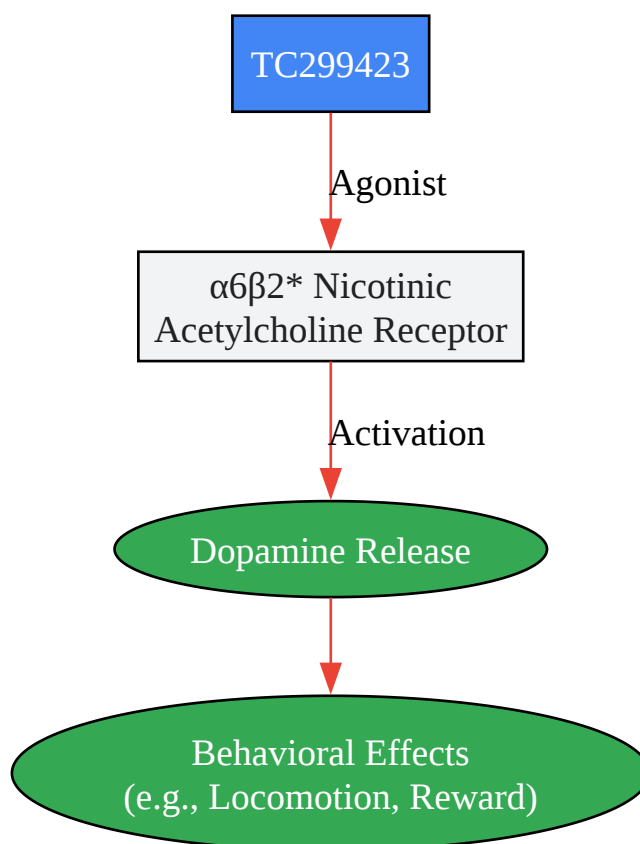 TC299423
Agonist
α6β2* Nicotinic
Acetylcholine Receptor
Activation
Dopamine Release
Behavioral Effects
(e.g., Locomotion, Reward)